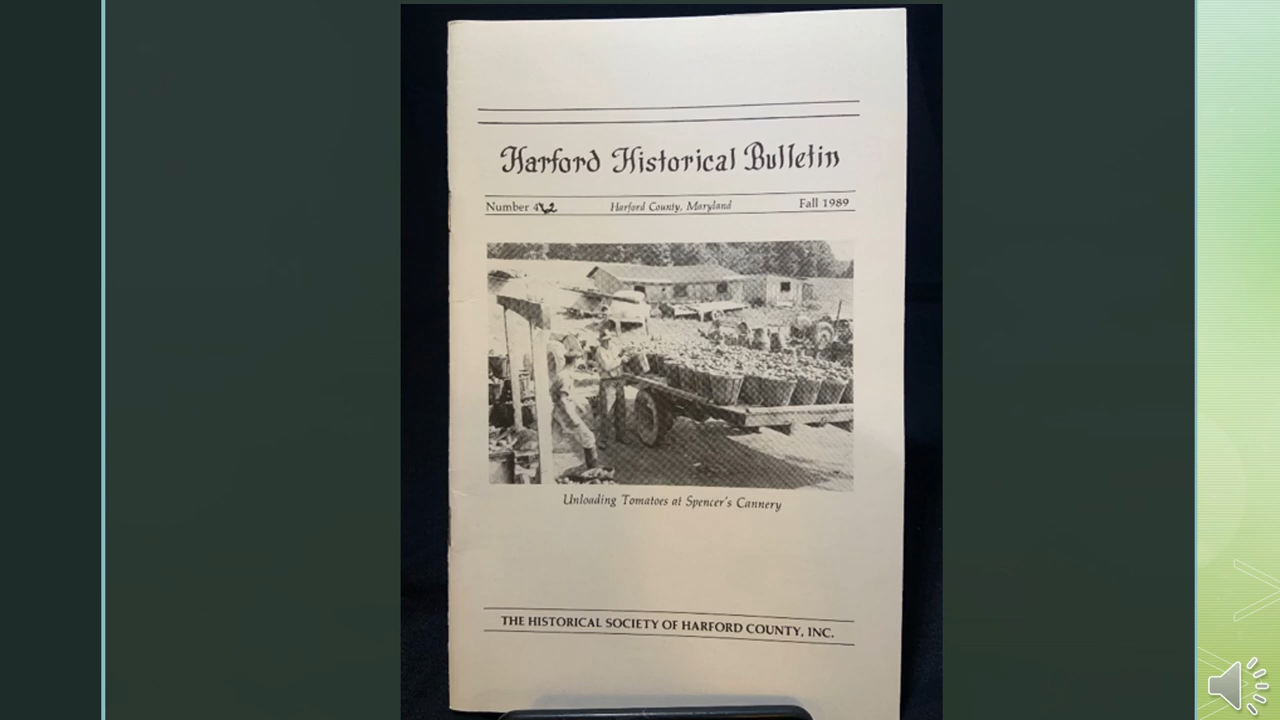 Harford Historical Bulletin
Number 42 Harford County, Maryland Fall 1989
Unloading Tomatoes at Spencer's Cannery
THE HISTORICAL SOCIETY OF HARFORD COUNTY, INC.